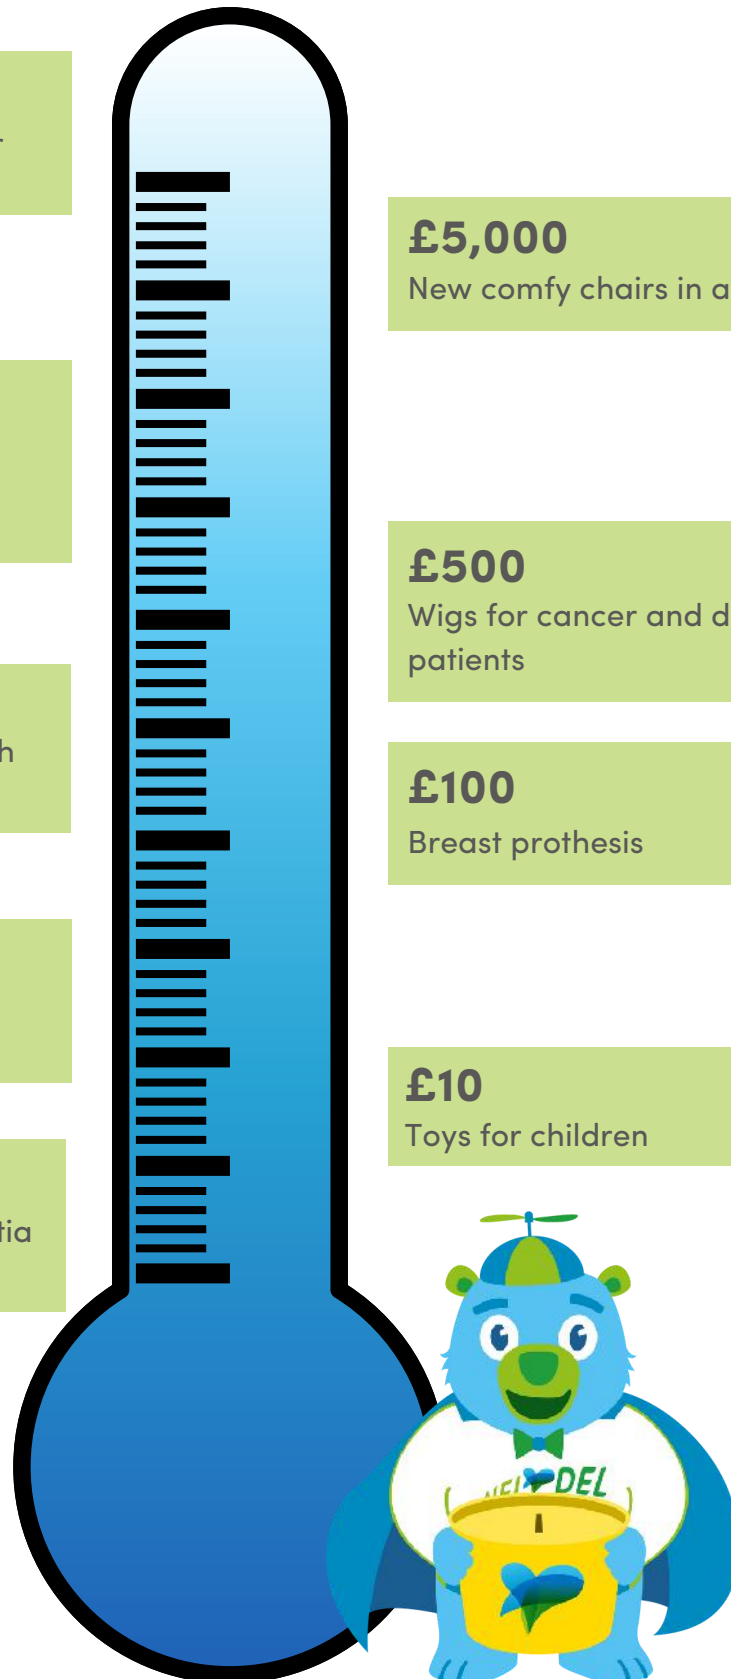 £5,000
New comfy chairs in a
£500
Wigs for cancer and d
patients
£100
Breast prothesis
£10
Toys for children
DEL